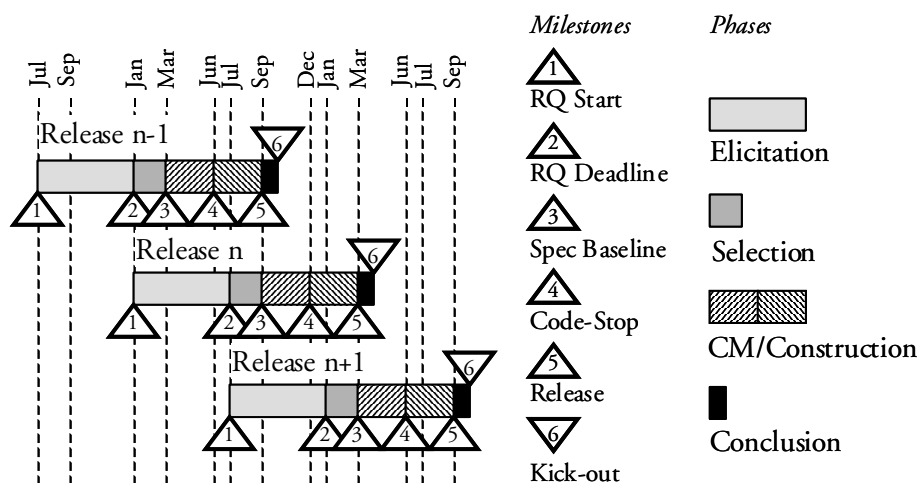 Jul
Sep
Jan
Mar
Jun
Jul
Sep
Dec
Jan
Mar
Jun
Jul
Sep
Release n-1
6
1
2
3
4
5
Release n
6
1
2
3
4
5
Release n+1
6
1
2
3
4
5
Milestones
1
RQ Start
2
RQ Deadline
3
Spec Baseline
4
Code-Stop
5
Release
6
Kick-out
Phases
Elicitation
Selection
CM/Construction
Conclusion